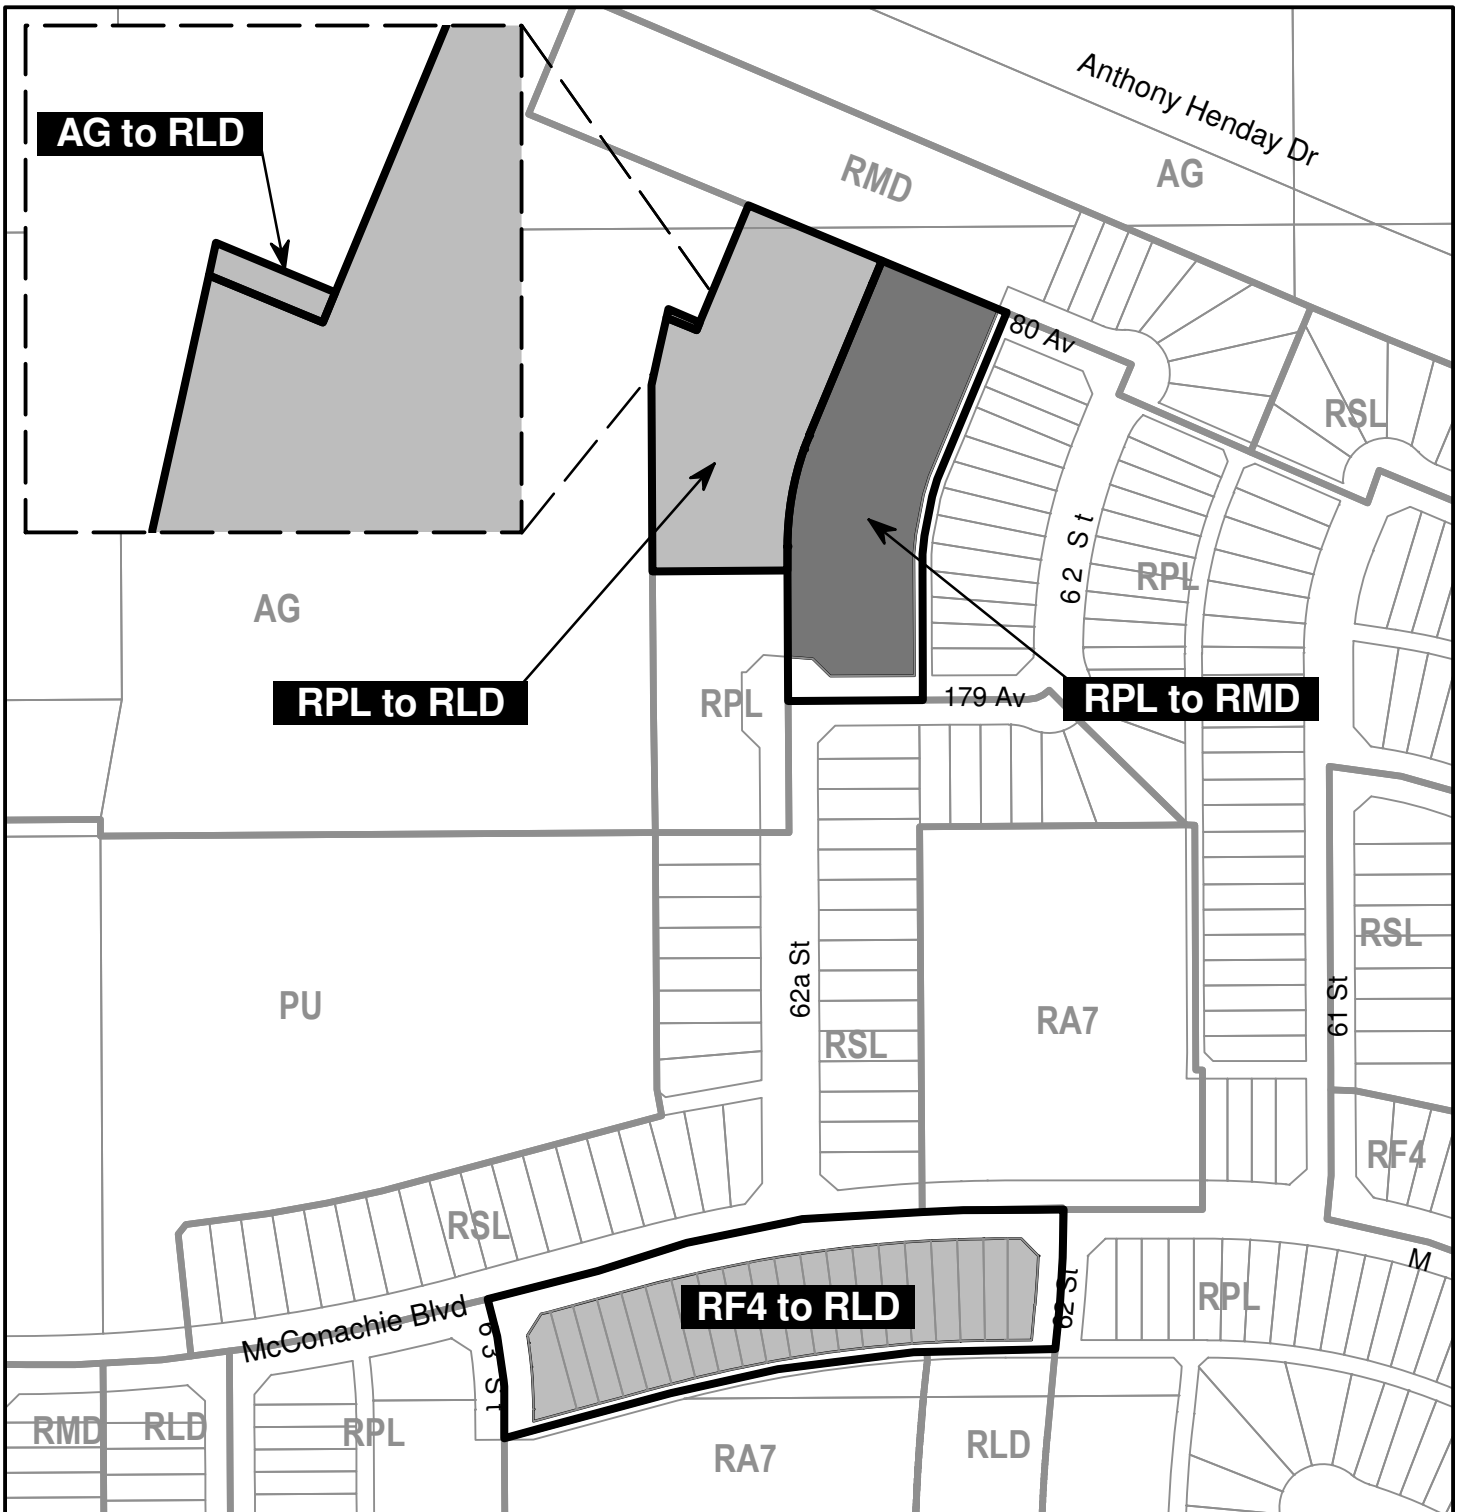 Anthony Henday Dr
AG to RLD
RMD
AG
80 Av
RSL
62 St
RPL
AG
RPL to RLD
RPL
179 Av
RPL to RMD
RSL
62a St
61 St
PU
RA7
RSL
RF4
RSL
M
62 St
RPL
RF4 to RLD
McConachie Blvd
63 St
RMD
RLD
RPL
RA7
RLD